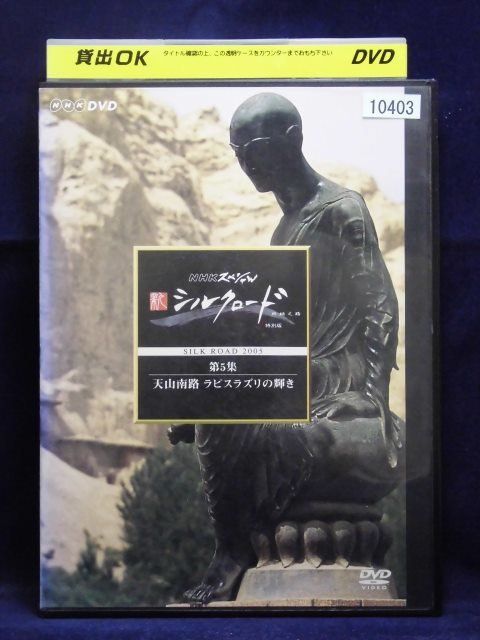 貸出OK
タイトル確認の上、この透明ケースをカウンターまでおもち下さい
DVD
NHK DVD
10403
NHKスペシャル
新シルクロード
特別版
SILK ROAD 2005
第5集
天山南路 ラピスラズリの輝き
DVD
VIDEO